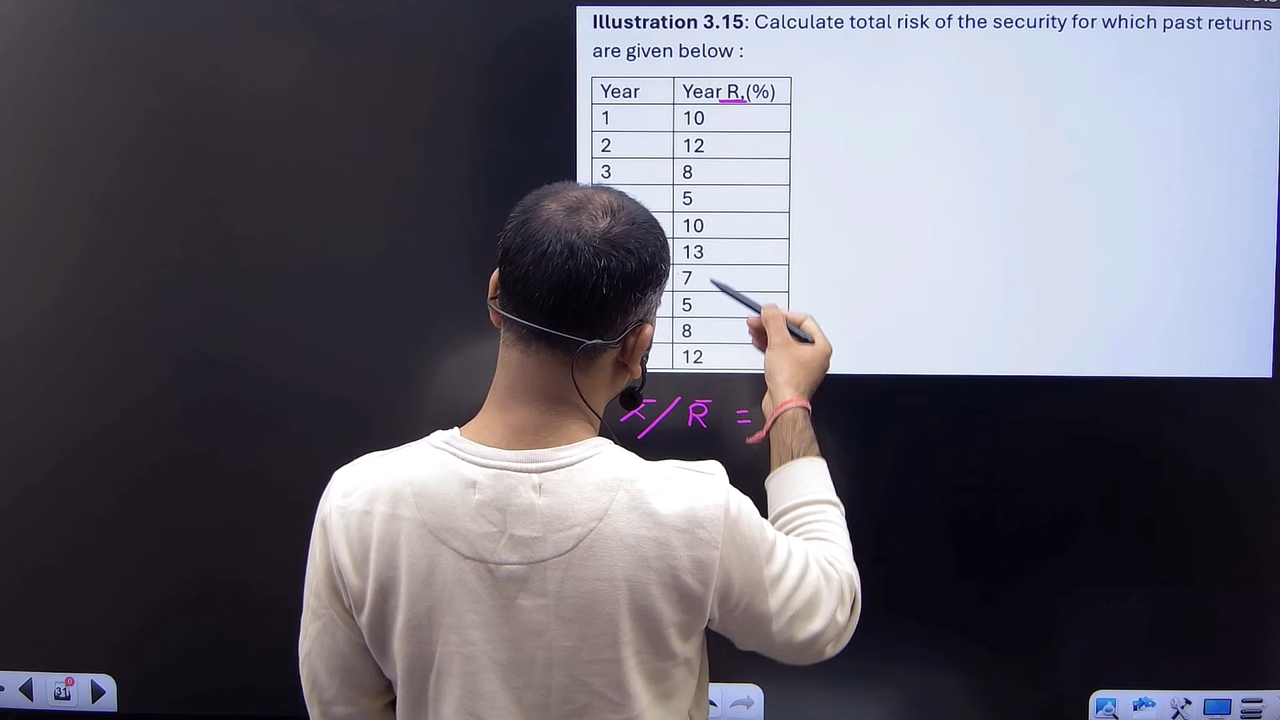 Illustration 3.15: Calculate total risk of the security for which past returns
are given below :
Year Year R,(%)
1 10
2 12
3 8
5
10
13
7
5
8
12
/ R̄ =
31